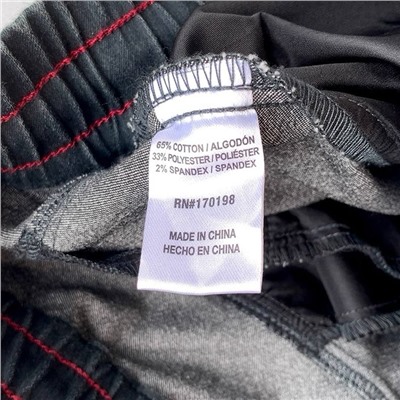 65% COTTON / ALGODÓN
33% POLYESTER / POLIÉSTER
2% SPANDEX / SPANDEX
RN#170198
MADE IN CHINA
HECHO EN CHINA